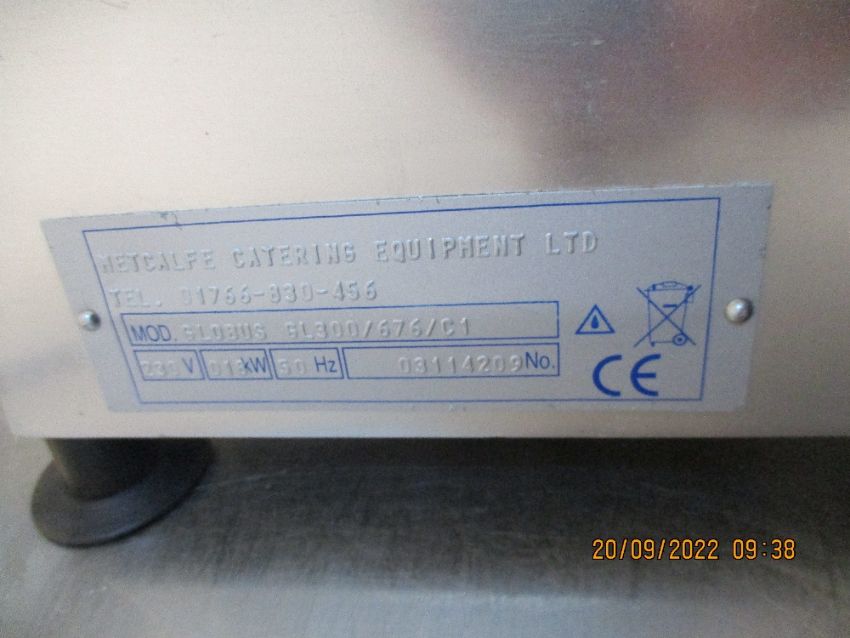 METCALFE CATERING EQUIPMENT LTD
TEL. 01766-830-456
MOD. GLOBUS GL300/676/C1
230 V kW 50 Hz 03114209 No.
CE
20/09/2022 09:38